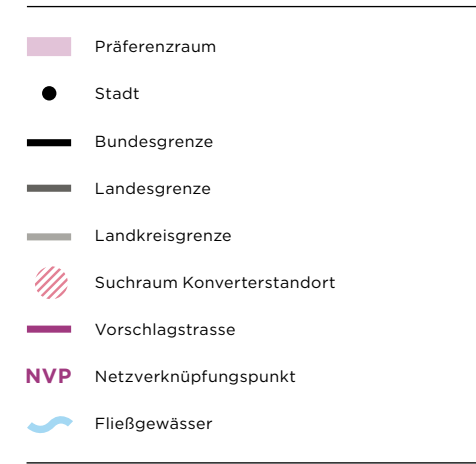 Präferenzraum
Stadt
Bundesgrenze
Landesgrenze
Landkreisgrenze
Suchraum Konverterstandort
Vorschlagstrasse
NVP Netzverknüpfungspunkt
Fließgewässer